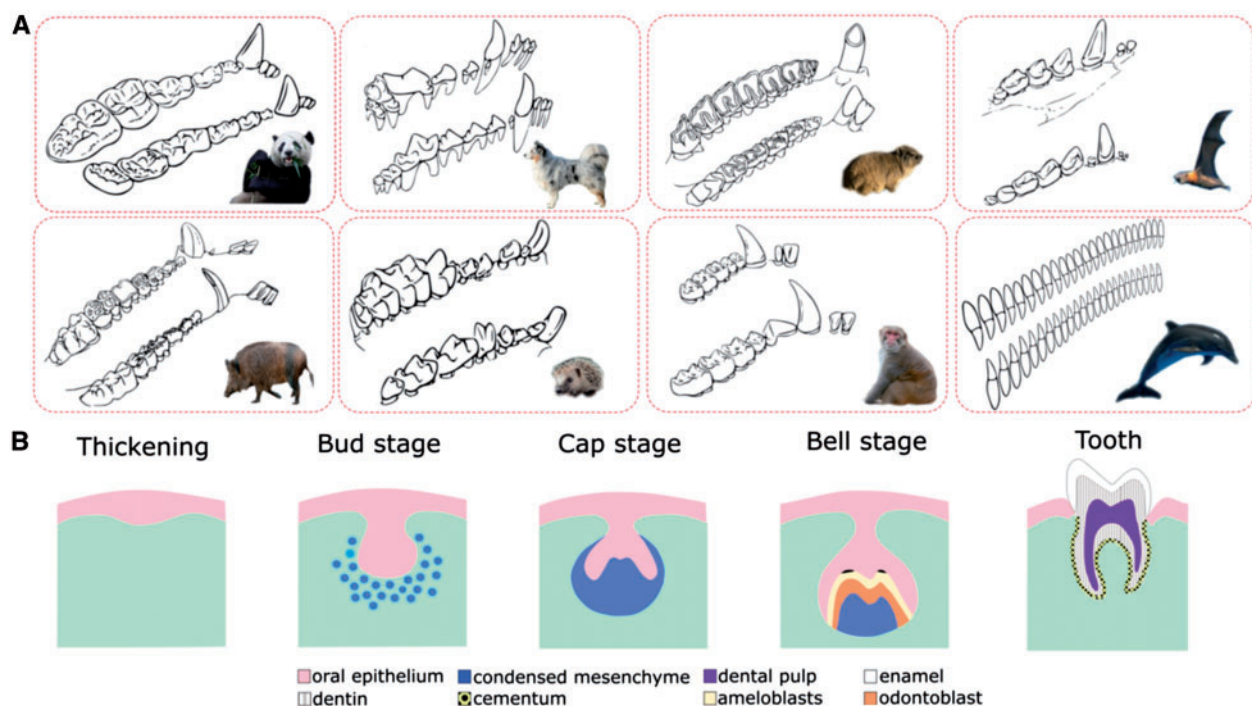 A
B
Thickening Bud stage Cap stage Bell stage Tooth
oral epithelium condensed mesenchyme dental pulp enamel
dentin cementum ameloblasts odontoblast